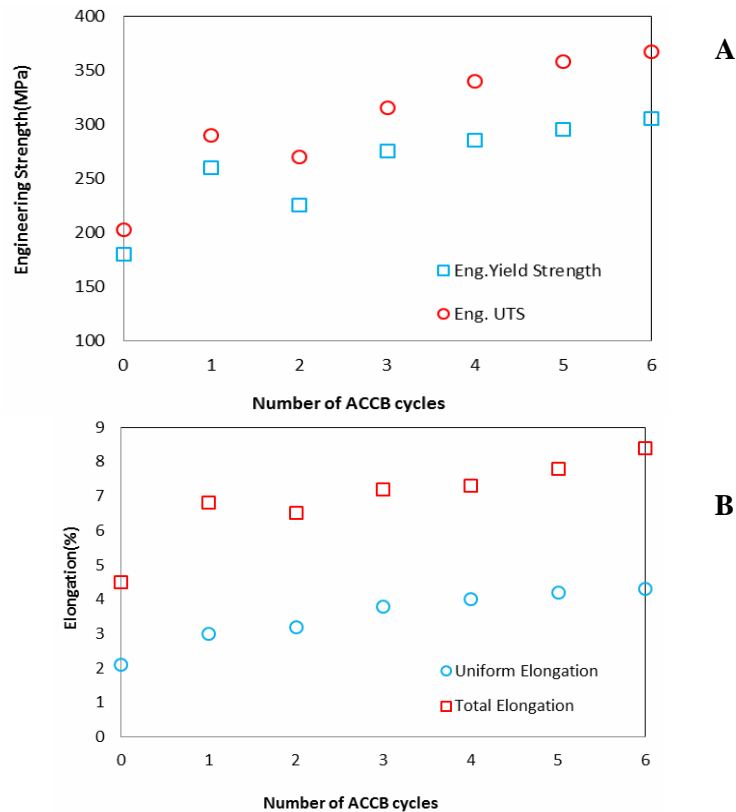 A
Engineering Strength(MPa)
400
350
300
250
200
150
100
Eng.Yield Strength
Eng. UTS
0 1 2 3 4 5 6
Number of ACCB cycles
B
Elongation(%)
9
8
7
6
5
4
3
2
1
0
Uniform Elongation
Total Elongation
0 1 2 3 4 5 6
Number of ACCB cycles